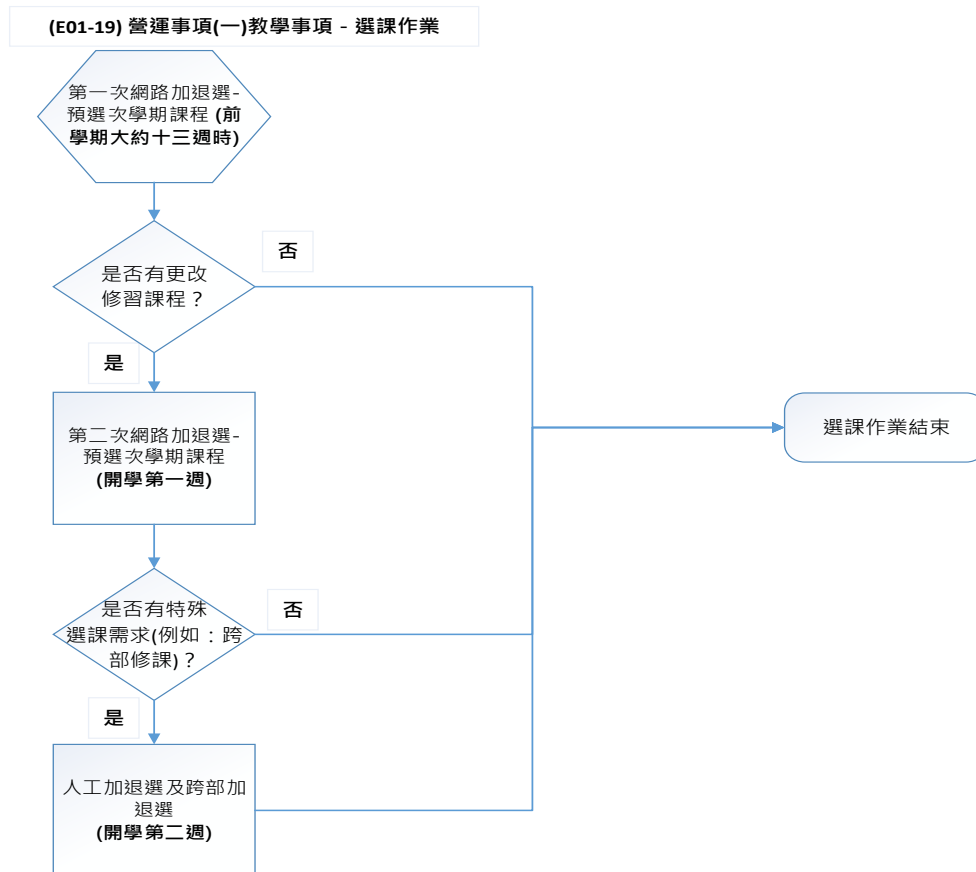 (E01-19) 營運事項(一)教學事項 - 選課作業
第一次網路加退選-
預選次學期課程 (前
學期大約十三週時)
是否有更改
修習課程？
否
是
第二次網路加退選-
預選次學期課程
(開學第一週)
選課作業結束
是否有特殊
選課需求(例如：跨
部修課)？
否
是
人工加退選及跨部加
退選
(開學第二週)